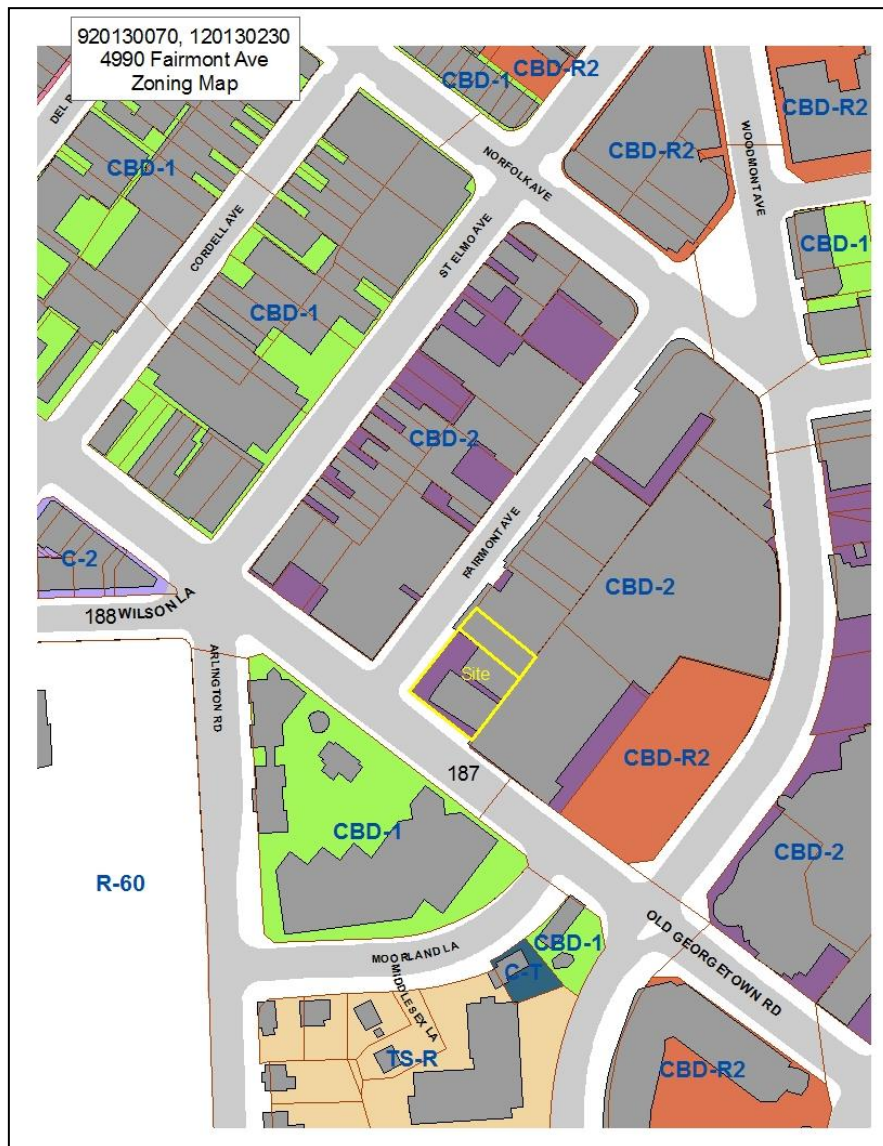 920130070, 120130230
4990 Fairmont Ave
Zoning Map
CBD-1
CBD-R2
CBD-R2
CBD-R2
WOODMONT AVE
DEL R
CBD-1
NORFOLK AVE
CORDELL AVE
ST ELMO AVE
CBD-1
CBD-1
CBD-2
FAIRMONT AVE
C-2
188 WILSON LA
CBD-2
ARLINGTON RD
Site
187
CBD-R2
CBD-1
CBD-2
R-60
OLD GEORGETOWN RD
MOORLAND LA
CBD-1
C-T
MIDDLESEX LA
TS-R
CBD-R2